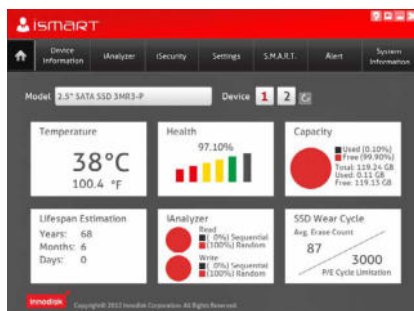 ismart
Device Information
iAnalyzer
iSecurity
Settings
S.M.A.R.T.
Alert
System Information
Model 2.5" SATA SSD 3MR3-P
Device 1 2
Temperature
38°C
100.4 °F
Health
97.10%
Capacity
Used (0.10%)
Free (99.90%)
Total: 119.24 GB
Used: 0.11 GB
Free: 119.13 GB
Lifespan Estimation
Years: 68
Months: 6
Days: 0
iAnalyzer
Read
( 0%) Sequential
(100%) Random
Write
( 0%) Sequential
(100%) Random
SSD Wear Cycle
Avg. Erase Count
87
3000
P/E Cycle Limitation
innodisk
Copyright© 2013 Innodisk Corporation. All Rights Reserved.